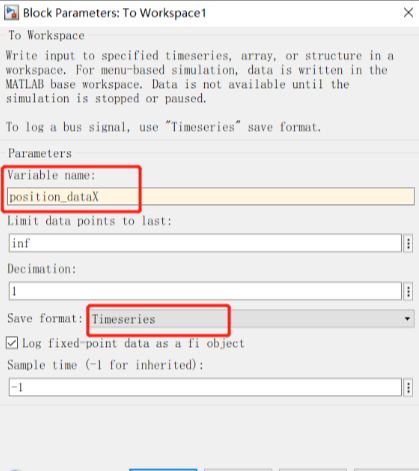 Block Parameters: To Workspace1
To Workspace
Write input to specified timeseries, array, or structure in a
workspace. For menu-based simulation, data is written in the
MATLAB base workspace. Data is not available until the
simulation is stopped or paused.
To log a bus signal, use "Timeseries" save format.
Parameters
Variable name:
position_dataX
Limit data points to last:
inf
Decimation:
1
Save format: Timeseries
Log fixed-point data as a fi object
Sample time (-1 for inherited):
-1